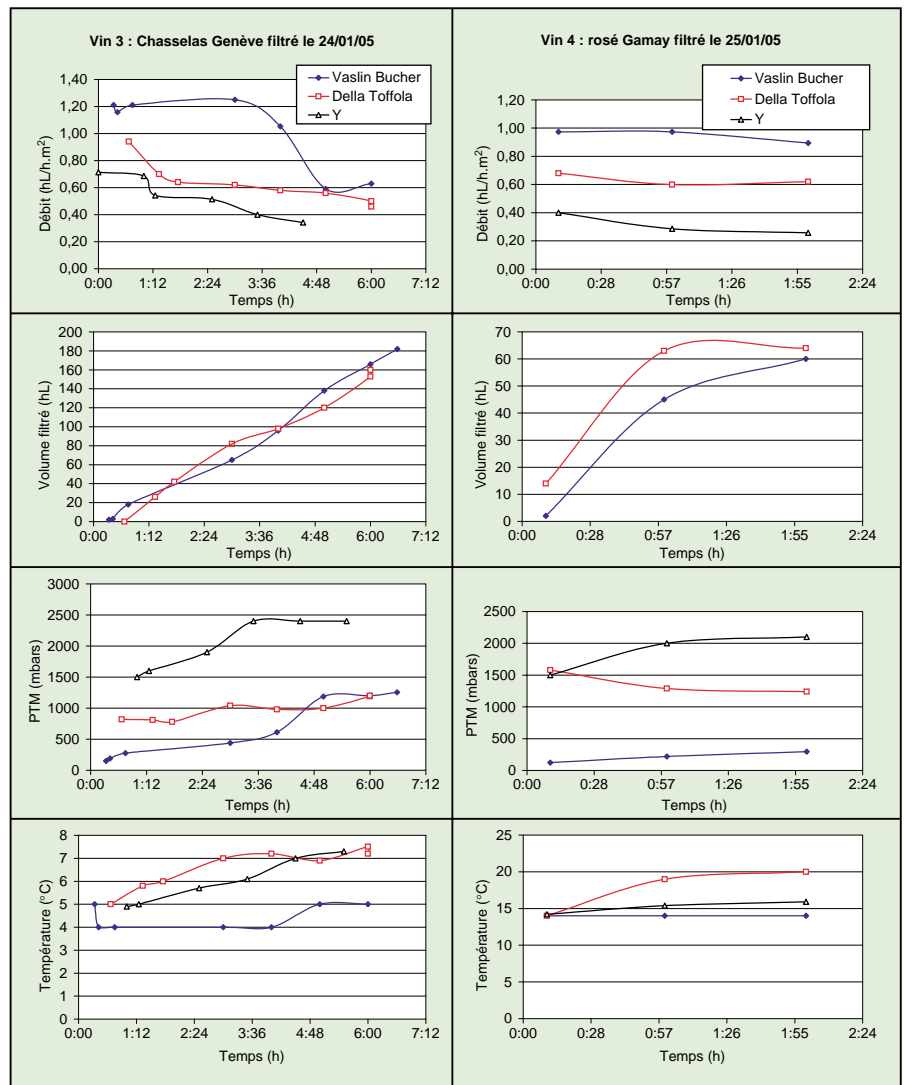 Vin 3 : Chasselas Genève filtré le 24/01/05
Vaslin Bucher
Della Toffola
Y
Débit (hL/h.m²)
1,40
1,20
1,00
0,80
0,60
0,40
0,20
0,00
0:00 1:12 2:24 3:36 4:48 6:00 7:12
Temps (h)
Vin 4 : rosé Gamay filtré le 25/01/05
Vaslin Bucher
Della Toffola
Y
Débit (hL/h.m²)
1,20
1,00
0,80
0,60
0,40
0,20
0,00
0:00 0:28 0:57 1:26 1:55 2:24
Temps (h)
Volume filtré (hL)
200
180
160
140
120
100
80
60
40
20
0
0:00 1:12 2:24 3:36 4:48 6:00 7:12
Temps (h)
Volume filtré (hL)
70
60
50
40
30
20
10
0
0:00 0:28 0:57 1:26 1:55 2:24
Temps (h)
PTM (mbars)
3000
2500
2000
1500
1000
500
0
0:00 1:12 2:24 3:36 4:48 6:00 7:12
Temps (h)
PTM (mbars)
2500
2000
1500
1000
500
0
0:00 0:28 0:57 1:26 1:55 2:24
Temps (h)
Température (°C)
8
7
6
5
4
3
2
1
0
0:00 1:12 2:24 3:36 4:48 6:00 7:12
Temps (h)
Température (°C)
25
20
15
10
5
0
0:00 0:28 0:57 1:26 1:55 2:24
Temps (h)